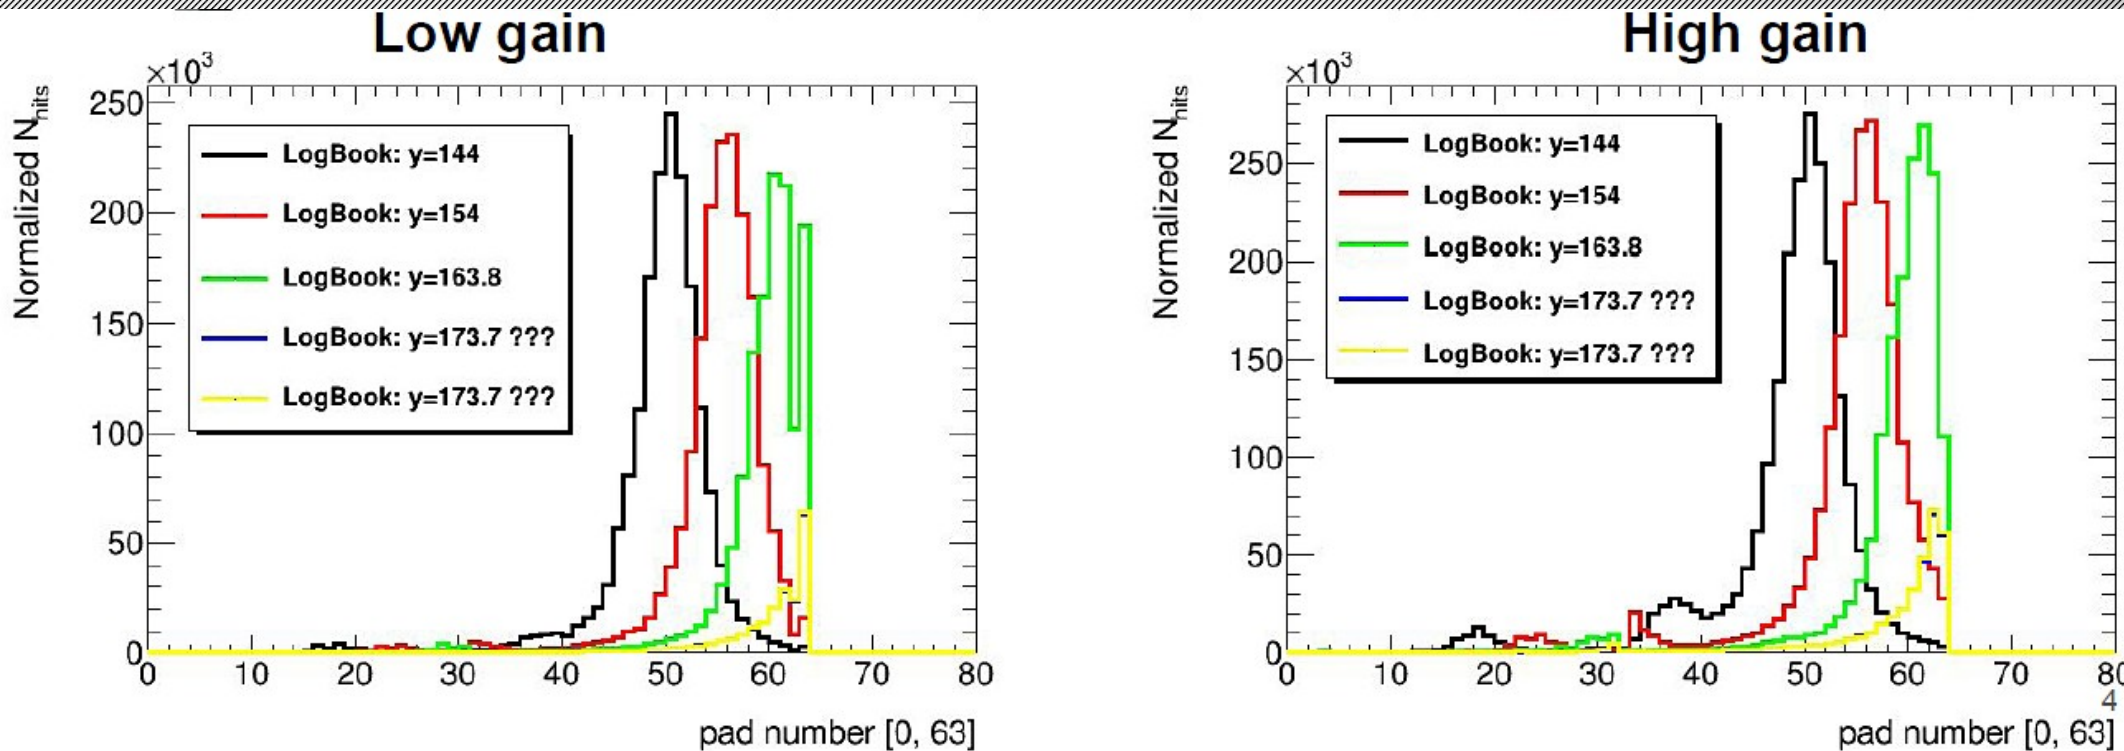 Low gain
×10³
Normalized N_hits
250
200
150
100
50
0
LogBook: y=144
LogBook: y=154
LogBook: y=163.8
LogBook: y=173.7 ???
LogBook: y=173.7 ???
0 10 20 30 40 50 60 70 80
pad number [0, 63]
High gain
×10³
Normalized N_hits
250
200
150
100
50
0
LogBook: y=144
LogBook: y=154
LogBook: y=163.8
LogBook: y=173.7 ???
LogBook: y=173.7 ???
0 10 20 30 40 50 60 70 80
4
pad number [0, 63]